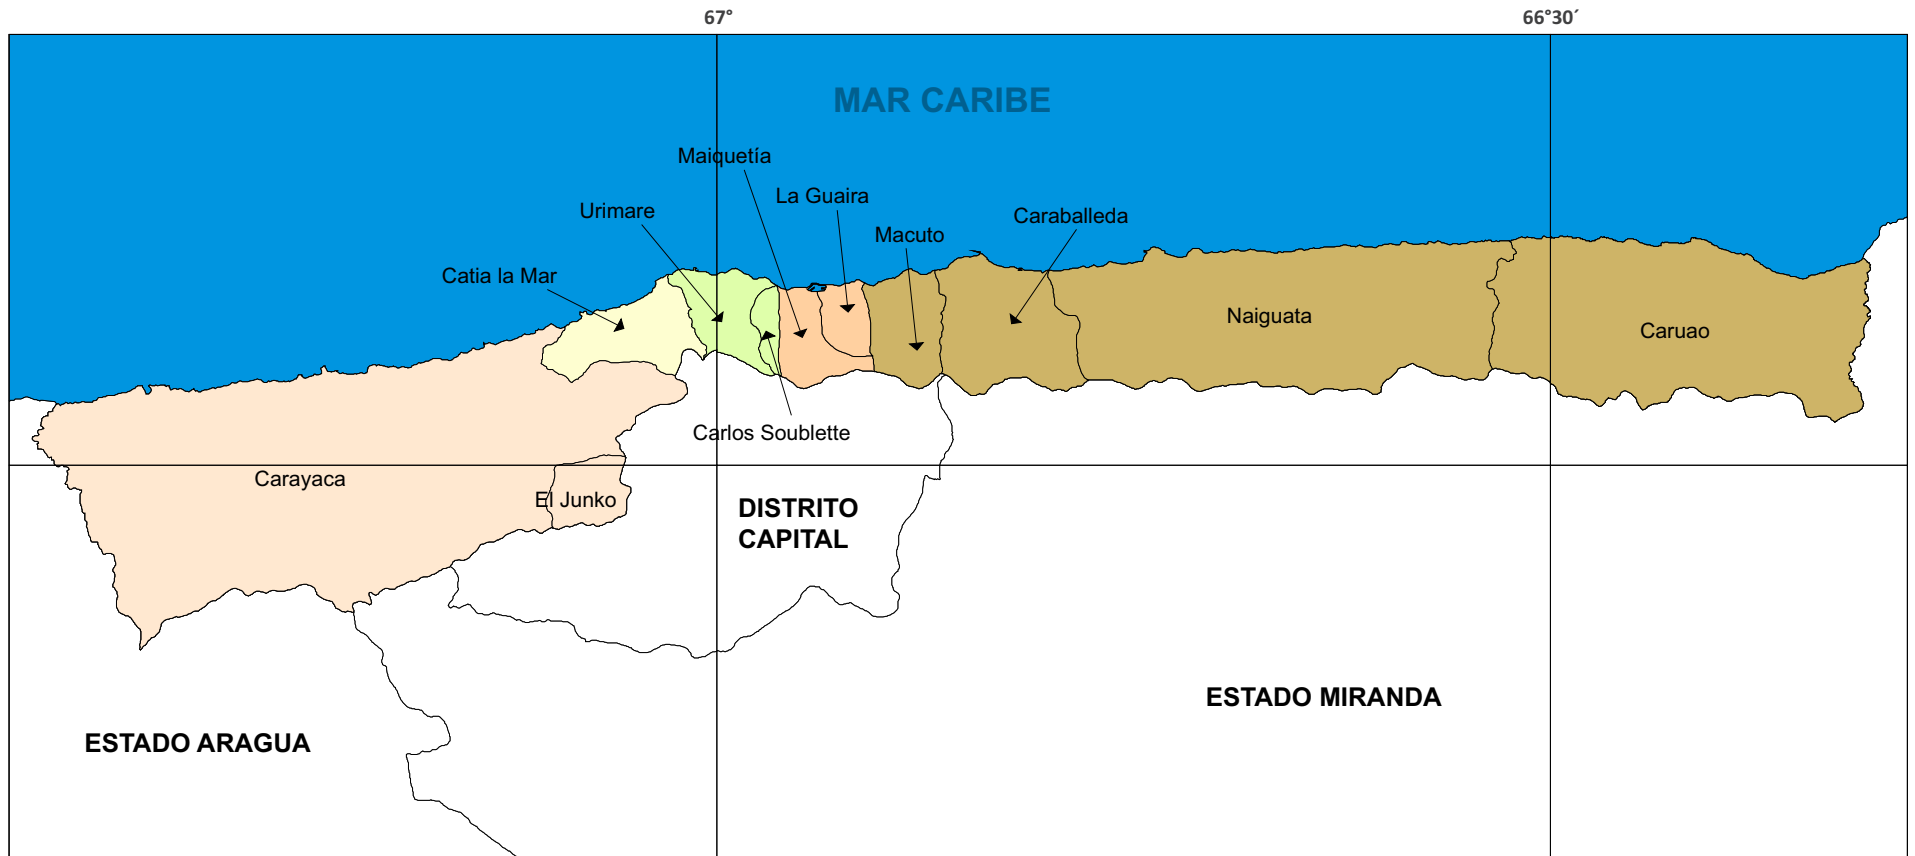 67°
66°30´
MAR CARIBE
Maiquetía
La Guaira
Urimare
Caraballeda
Macuto
Catia la Mar
Naiguata
Caruao
Carlos Soublette
Carayaca
El Junko
DISTRITO
CAPITAL
ESTADO MIRANDA
ESTADO ARAGUA